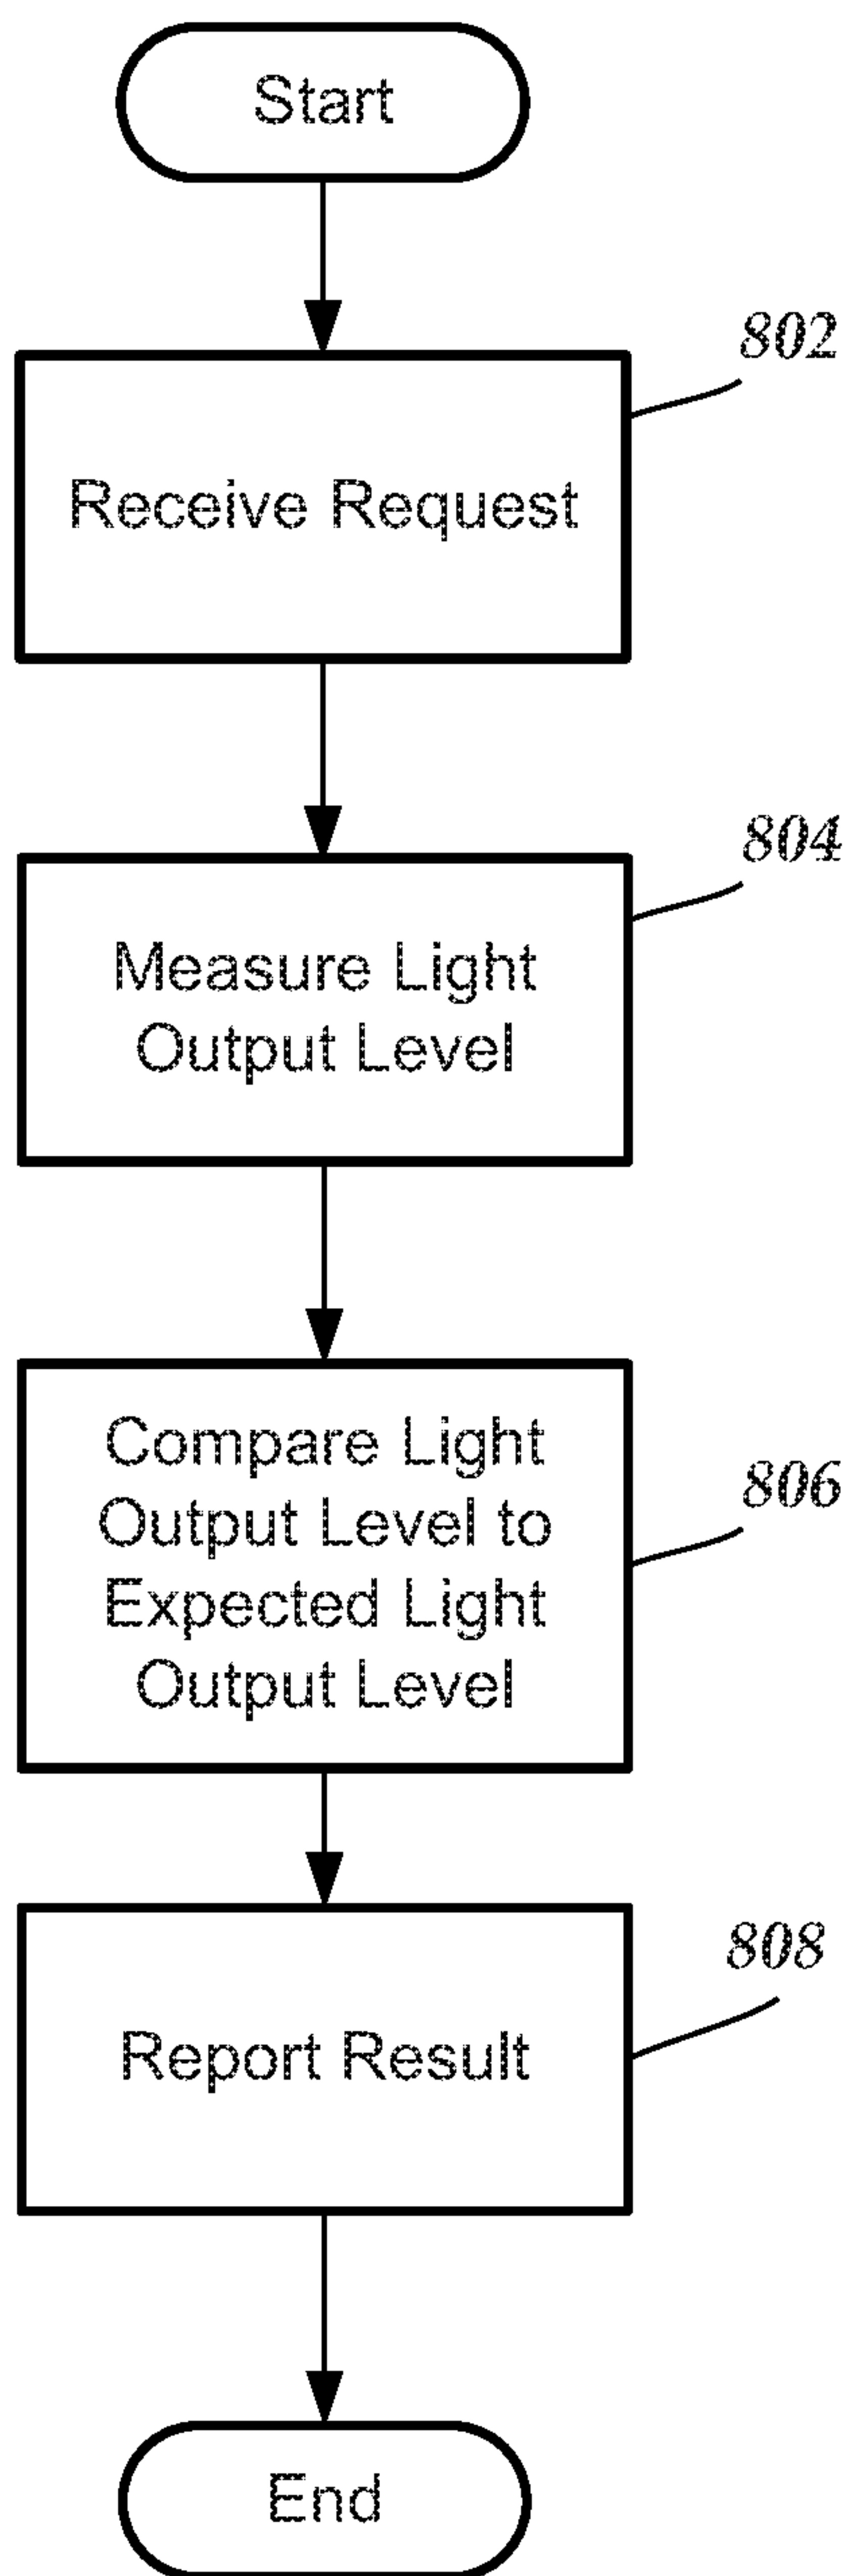 Start
802
Receive Request
804
Measure Light
Output Level
Compare Light
Output Level to
806
Expected Light
Output Level
808
Report Result
End